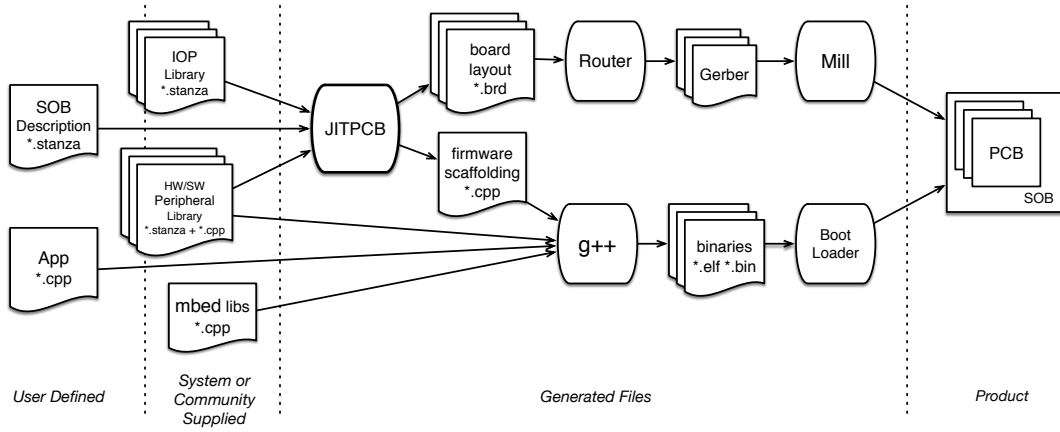 IOP
Library
*.stanza
SOB
Description
*.stanza
HW/SW
Peripheral
Library
*.stanza + *.cpp
App
*.cpp
mbed libs
*.cpp
JITPCB
board
layout
*.brd
firmware
scaffolding
*.cpp
Router
Gerber
Mill
g++
binaries
*.elf *.bin
Boot
Loader
PCB
SOB
User Defined
System or
Community
Supplied
Generated Files
Product